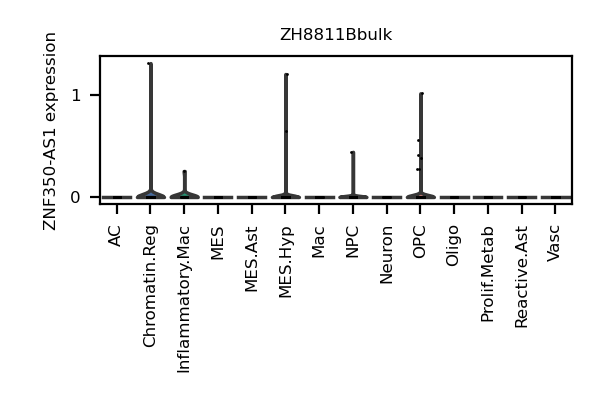 ZH8811Bbulk
ZNF350-AS1 expression
1
0
AC
Chromatin.Reg
Inflammatory.Mac
MES
MES.Ast
MES.Hyp
Mac
NPC
Neuron
OPC
Oligo
Prolif.Metab
Reactive.Ast
Vasc